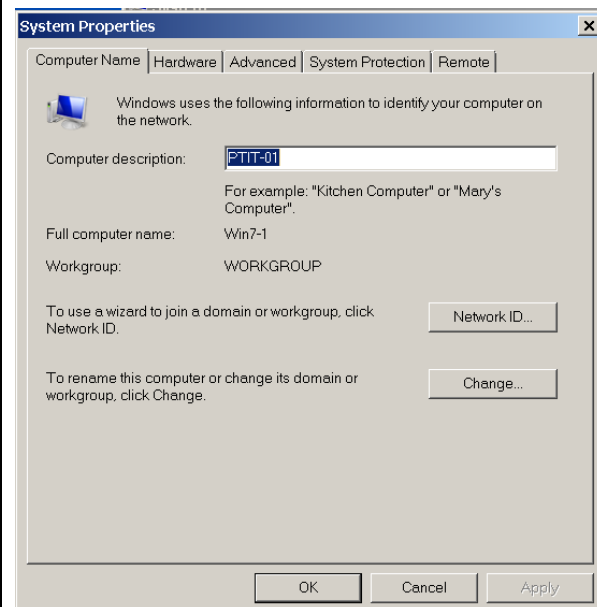 System Properties
Computer Name Hardware Advanced System Protection Remote
Windows uses the following information to identify your computer on
the network.
Computer description: PTIT-01
For example: "Kitchen Computer" or "Mary's
Computer".
Full computer name: Win7-1
Workgroup: WORKGROUP
To use a wizard to join a domain or workgroup, click
Network ID.
Network ID...
To rename this computer or change its domain or
workgroup, click Change.
Change...
OK Cancel Apply